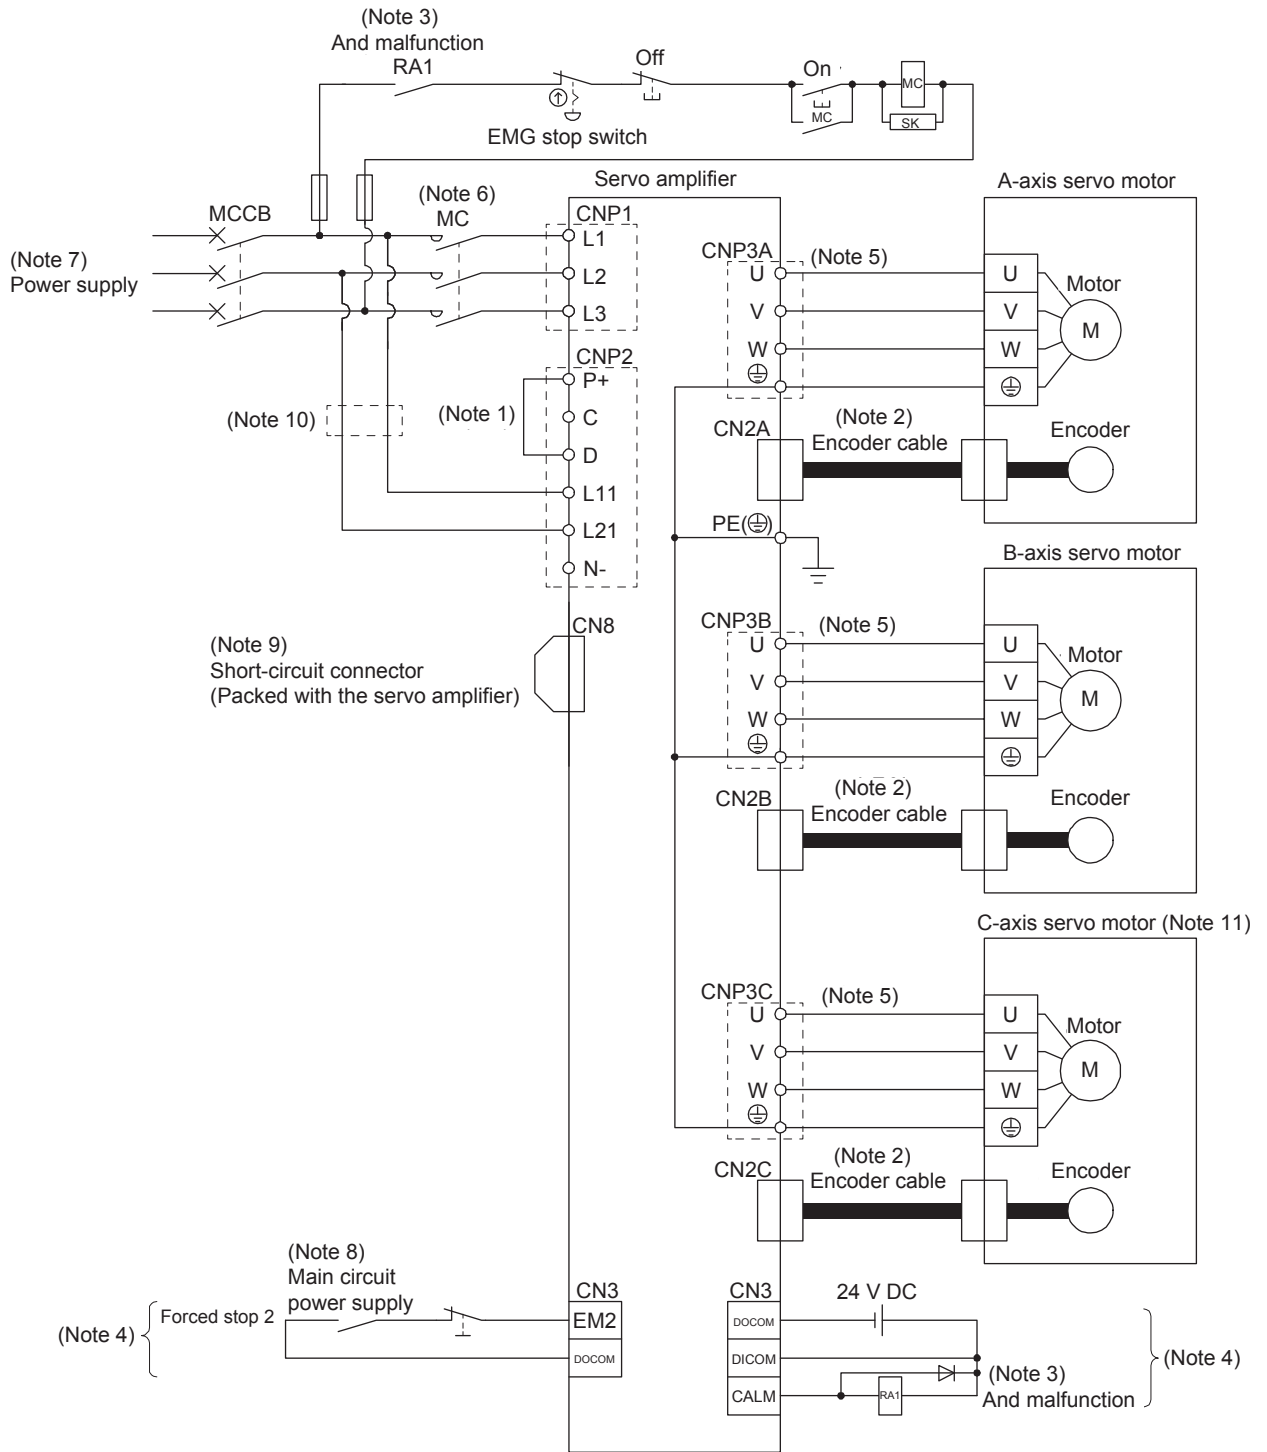 (Note 3)
And malfunction
RA1
Off
On
MC
MC
SK
EMG stop switch
Servo amplifier
A-axis servo motor
(Note 6)
MC
MCCB
CNP1
L1
L2
L3
(Note 7)
Power supply
CNP3A
U
V
W
(Note 5)
U
V
W
Motor
M
CNP2
P+
C
D
L11
L21
N-
(Note 10)
(Note 1)
CN2A
(Note 2)
Encoder cable
Encoder
PE( )
B-axis servo motor
CN8
(Note 9)
Short-circuit connector
(Packed with the servo amplifier)
CNP3B
U
V
W
(Note 5)
U
V
W
Motor
M
CN2B
(Note 2)
Encoder cable
Encoder
C-axis servo motor (Note 11)
CNP3C
U
V
W
(Note 5)
U
V
W
Motor
M
CN2C
(Note 2)
Encoder cable
Encoder
(Note 8)
Main circuit
power supply
(Note 4)
Forced stop 2
CN3
EM2
DOCOM
CN3
DOCOM
DICOM
CALM
24 V DC
RA1
(Note 3)
And malfunction
(Note 4)